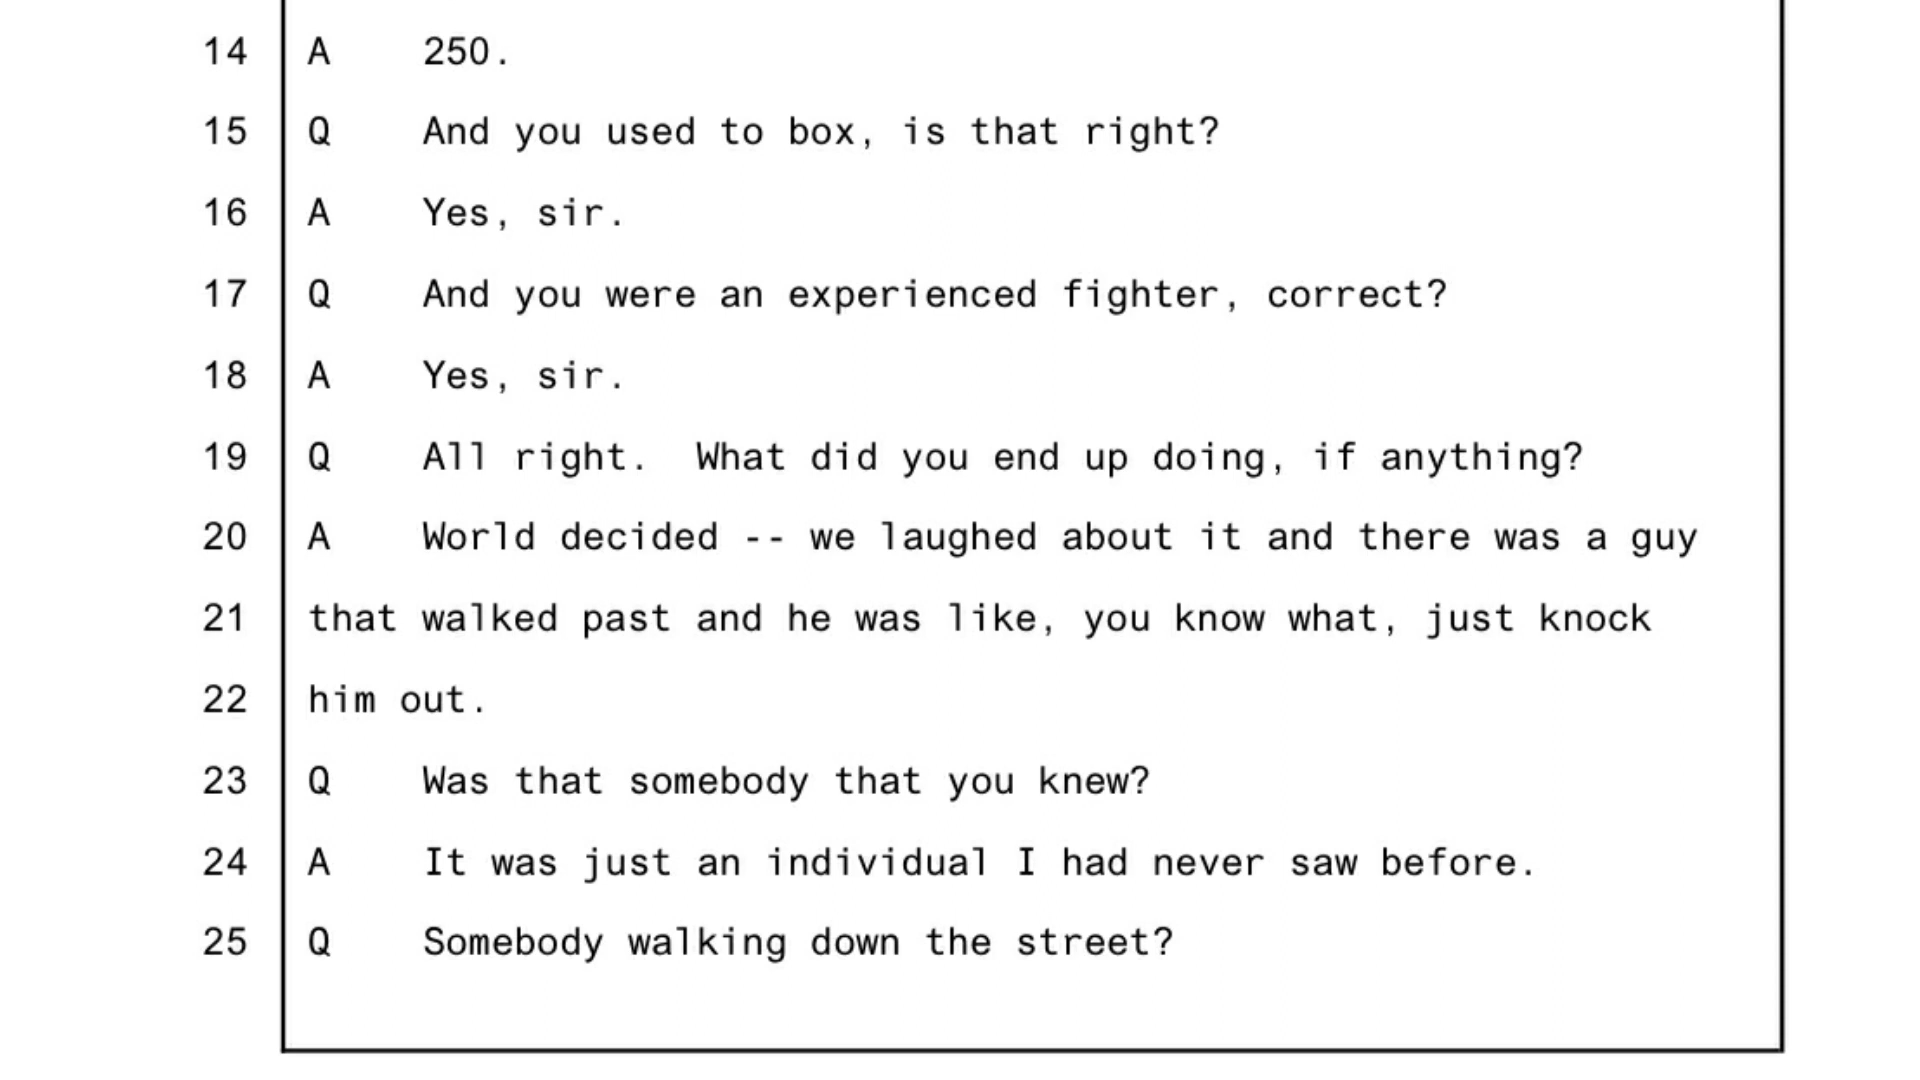 14 A 250.
15 Q And you used to box, is that right?
16 A Yes, sir.
17 Q And you were an experienced fighter, correct?
18 A Yes, sir.
19 Q All right. What did you end up doing, if anything?
20 A World decided -- we laughed about it and there was a guy
21 that walked past and he was like, you know what, just knock
22 him out.
23 Q Was that somebody that you knew?
24 A It was just an individual I had never saw before.
25 Q Somebody walking down the street?